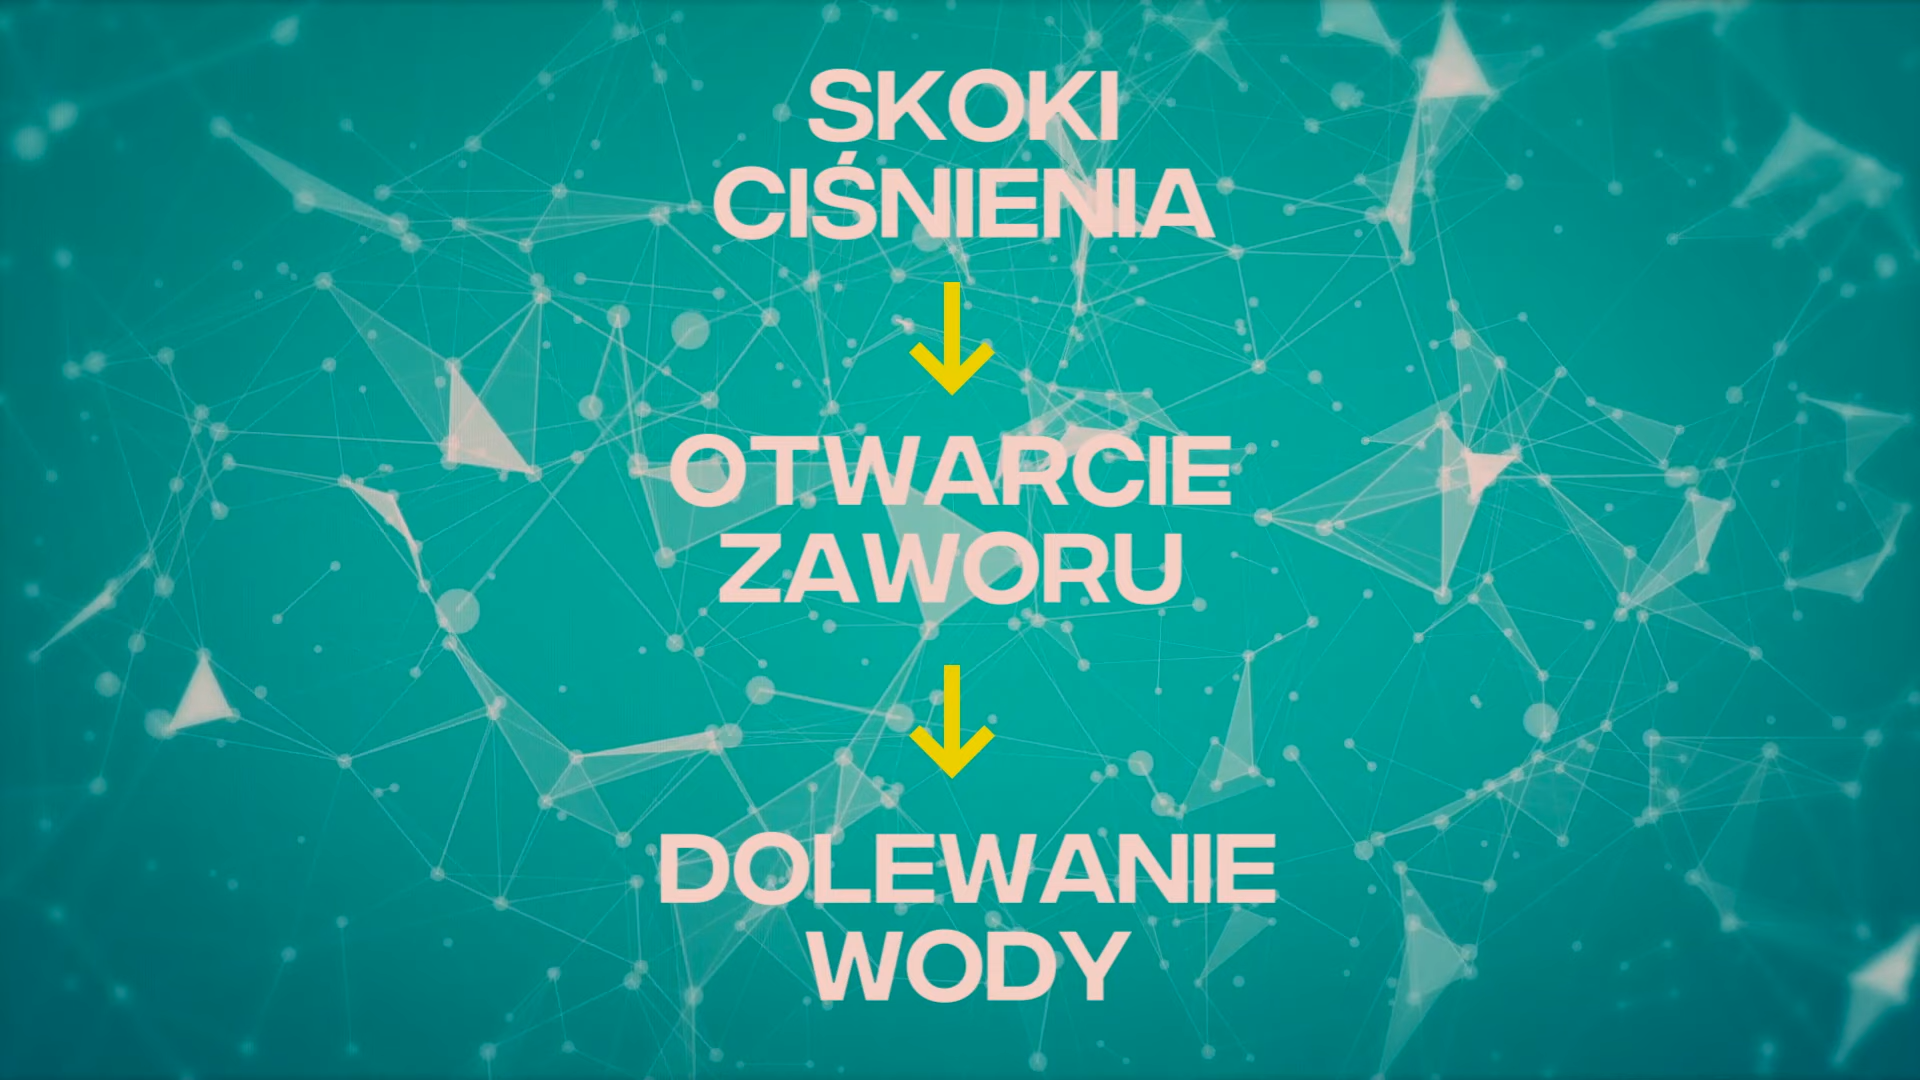 SKOKI
CIŚNIENIA
OTWARCIE
ZAWORU
DOLEWANIE
WODY